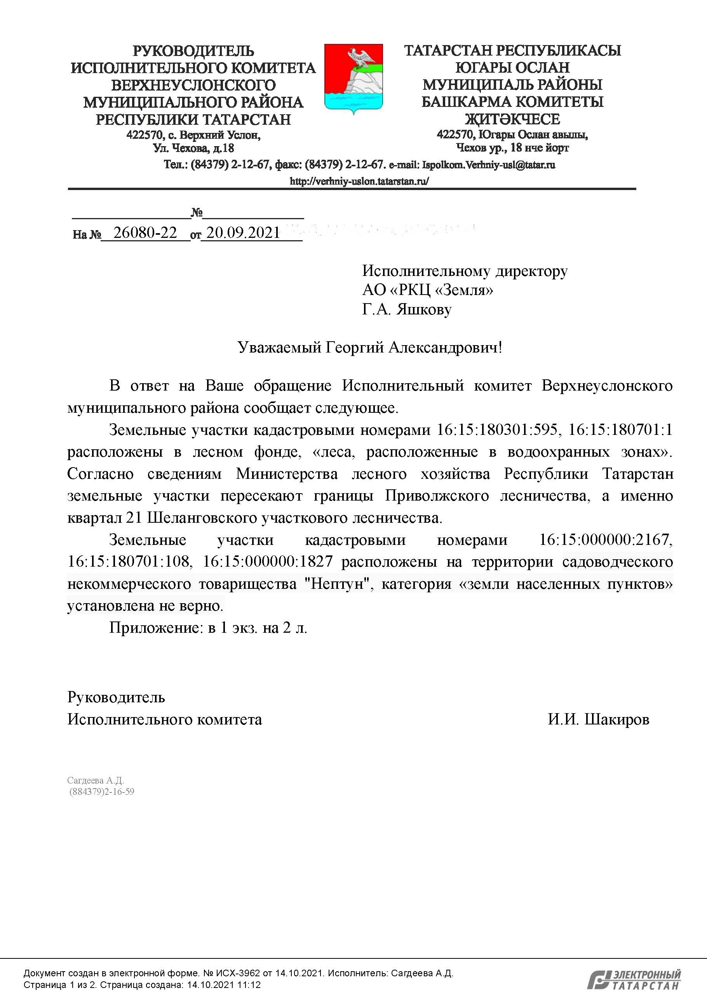 РУКОВОДИТЕЛЬ
ИСПОЛНИТЕЛЬНОГО КОМИТЕТА
ВЕРХНЕУСЛОНСКОГО
МУНИЦИПАЛЬНОГО РАЙОНА
РЕСПУБЛИКИ ТАТАРСТАН
422570, с. Верхний Услон,
Ул. Чехова, д.18
ТАТАРСТАН РЕСПУБЛИКАСЫ
ЮГАРЫ ОСЛАН
МУНИЦИПАЛЬ РАЙОНЫ
БАШКАРМА КОМИТЕТЫ
ҖИТӘКЧЕСЕ
422570, Югары Ослан авылы,
Чехов ур., 18 нче йорт
Тел.: (84379) 2-12-67, факс: (84379) 2-12-67. e-mail: Ispolkom.Verhniy-usl@tatar.ru
http://verhniy-uslon.tatarstan.ru/
№
На № 26080-22 от 20.09.2021
Исполнительному директору
АО «РКЦ «Земля»
Г.А. Яшкову
Уважаемый Георгий Александрович!
В ответ на Ваше обращение Исполнительный комитет Верхнеуслонского
муниципального района сообщает следующее.
Земельные участки кадастровыми номерами 16:15:180301:595, 16:15:180701:1
расположены в лесном фонде, «леса, расположенные в водоохранных зонах».
Согласно сведениям Министерства лесного хозяйства Республики Татарстан
земельные участки пересекают границы Приволжского лесничества, а именно
квартал 21 Шеланговского участкового лесничества.
Земельные участки кадастровыми номерами 16:15:000000:2167,
16:15:180701:108, 16:15:000000:1827 расположены на территории садоводческого
некоммерческого товарищества "Нептун", категория «земли населенных пунктов»
установлена не верно.
Приложение: в 1 экз. на 2 л.
Руководитель
Исполнительного комитета И.И. Шакиров
Сагдеева А.Д.
(884379)2-16-59
Документ создан в электронной форме. № ИСХ-3962 от 14.10.2021. Исполнитель: Сагдеева А.Д.
Страница 1 из 2. Страница создана: 14.10.2021 11:12
ЭЛЕКТРОННЫЙ
ТАТАРСТАН